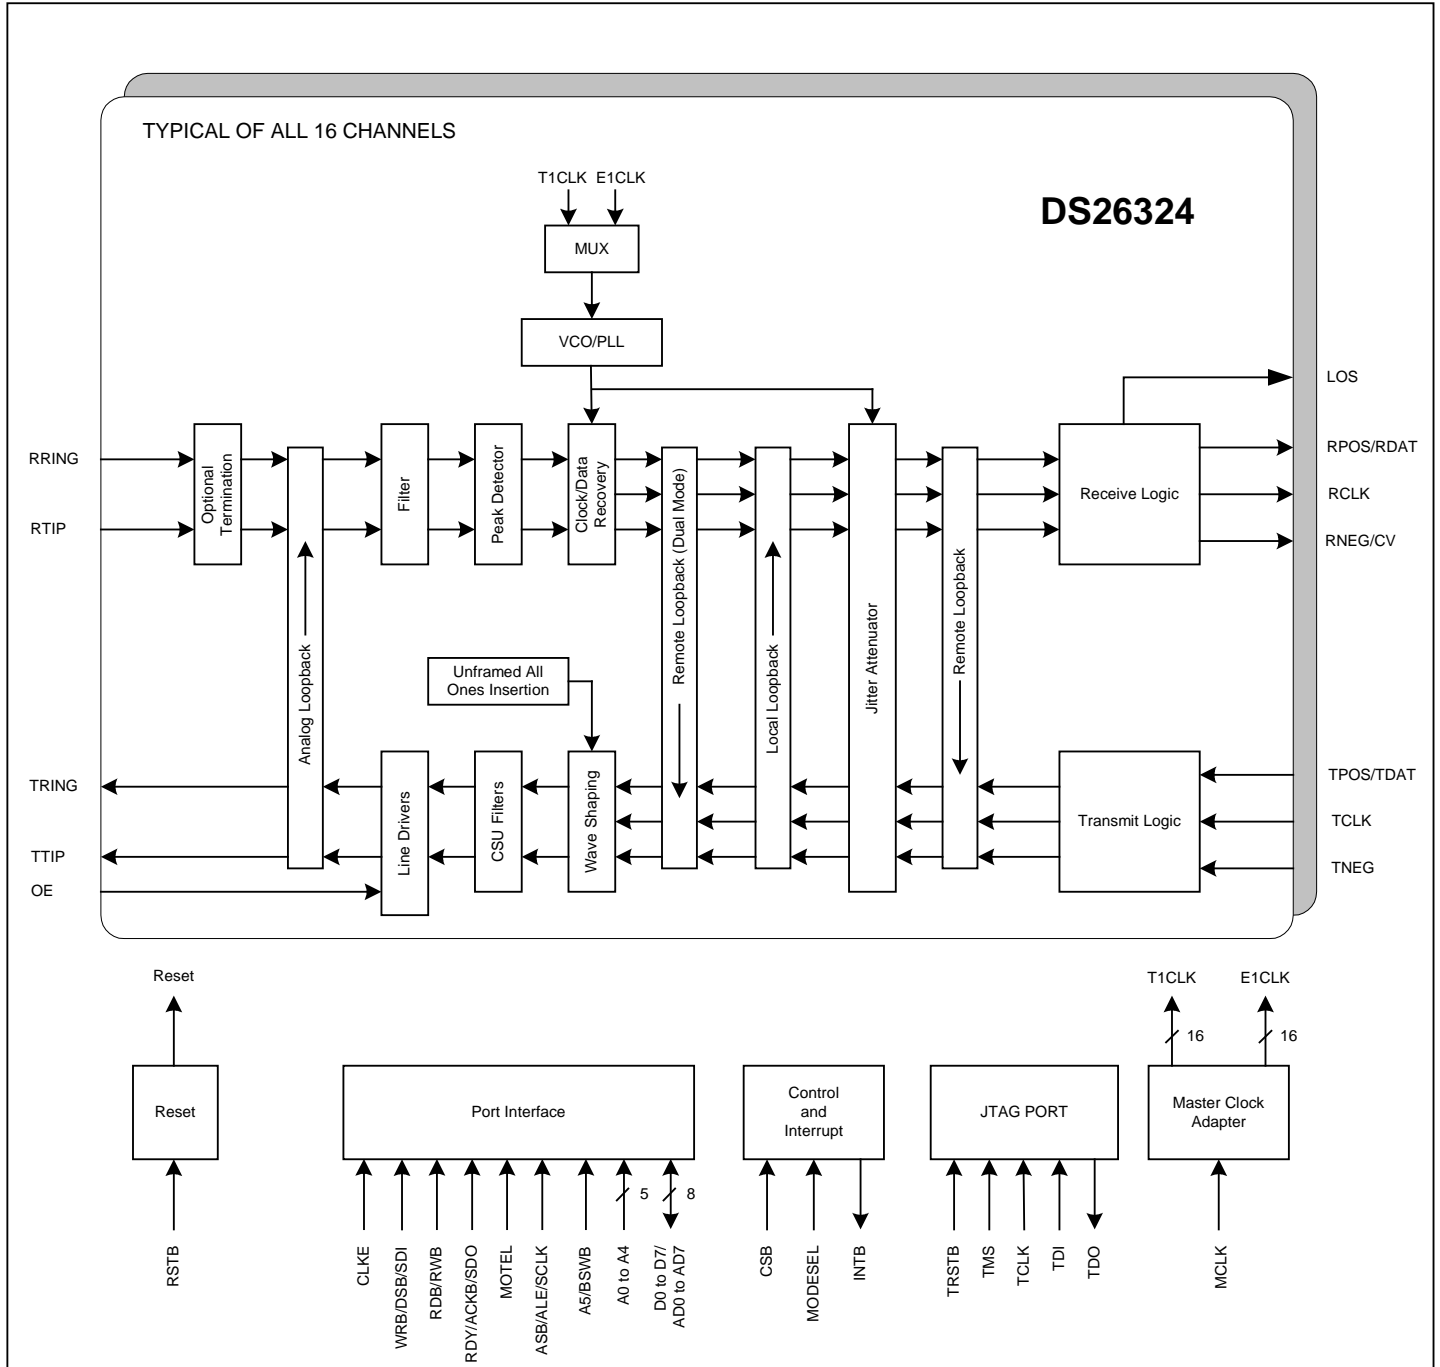 TYPICAL OF ALL 16 CHANNELS
T1CLK E1CLK
DS26324
MUX
VCO/PLL
LOS
RRING
RTIP
Optional
Termination
Analog Loopback
Filter
Peak Detector
Clock/Data
Recovery
Remote Loopback (Dual Mode)
Local Loopback
Jitter Attenuator
Remote Loopback
Receive Logic
RPOS/RDAT
RCLK
RNEG/CV
Unframed All
Ones Insertion
TRING
TTIP
OE
Line Drivers
CSU Filters
Wave Shaping
Transmit Logic
TPOS/TDAT
TCLK
TNEG
Reset
Reset
RSTB
Port Interface
5
8
CLKE
WRB/DSB/SDI
RDB/RWB
RDY/ACKB/SDO
MOTEL
ASB/ALE/SCLK
A5/BSWB
A0 to A4
D0 to D7/
AD0 to AD7
Control
and
Interrupt
CSB
MODESEL
INTB
JTAG PORT
TRSTB
TMS
TCLK
TDI
TDO
T1CLK
E1CLK
16
16
Master Clock
Adapter
MCLK